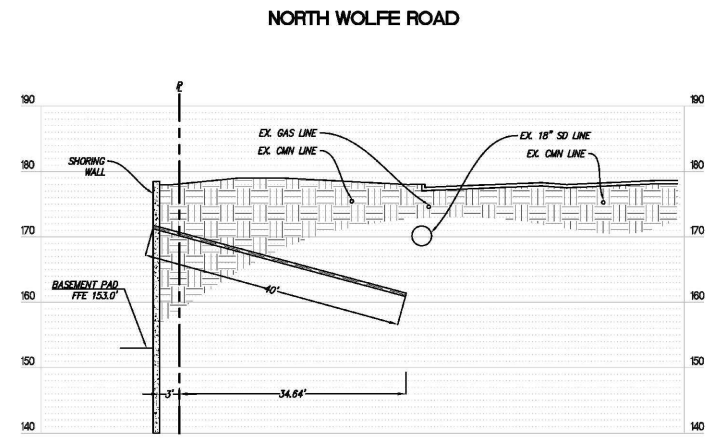 NORTH WOLFE ROAD
PL
190
190
EX. GAS LINE
EX. 18" SD LINE
EX. CMN LINE
EX. CMN LINE
SHORING
WALL
180
180
170
170
BASEMENT PAD
FFE 153.0'
40'
160
160
150
150
3'
34.64'
140
140